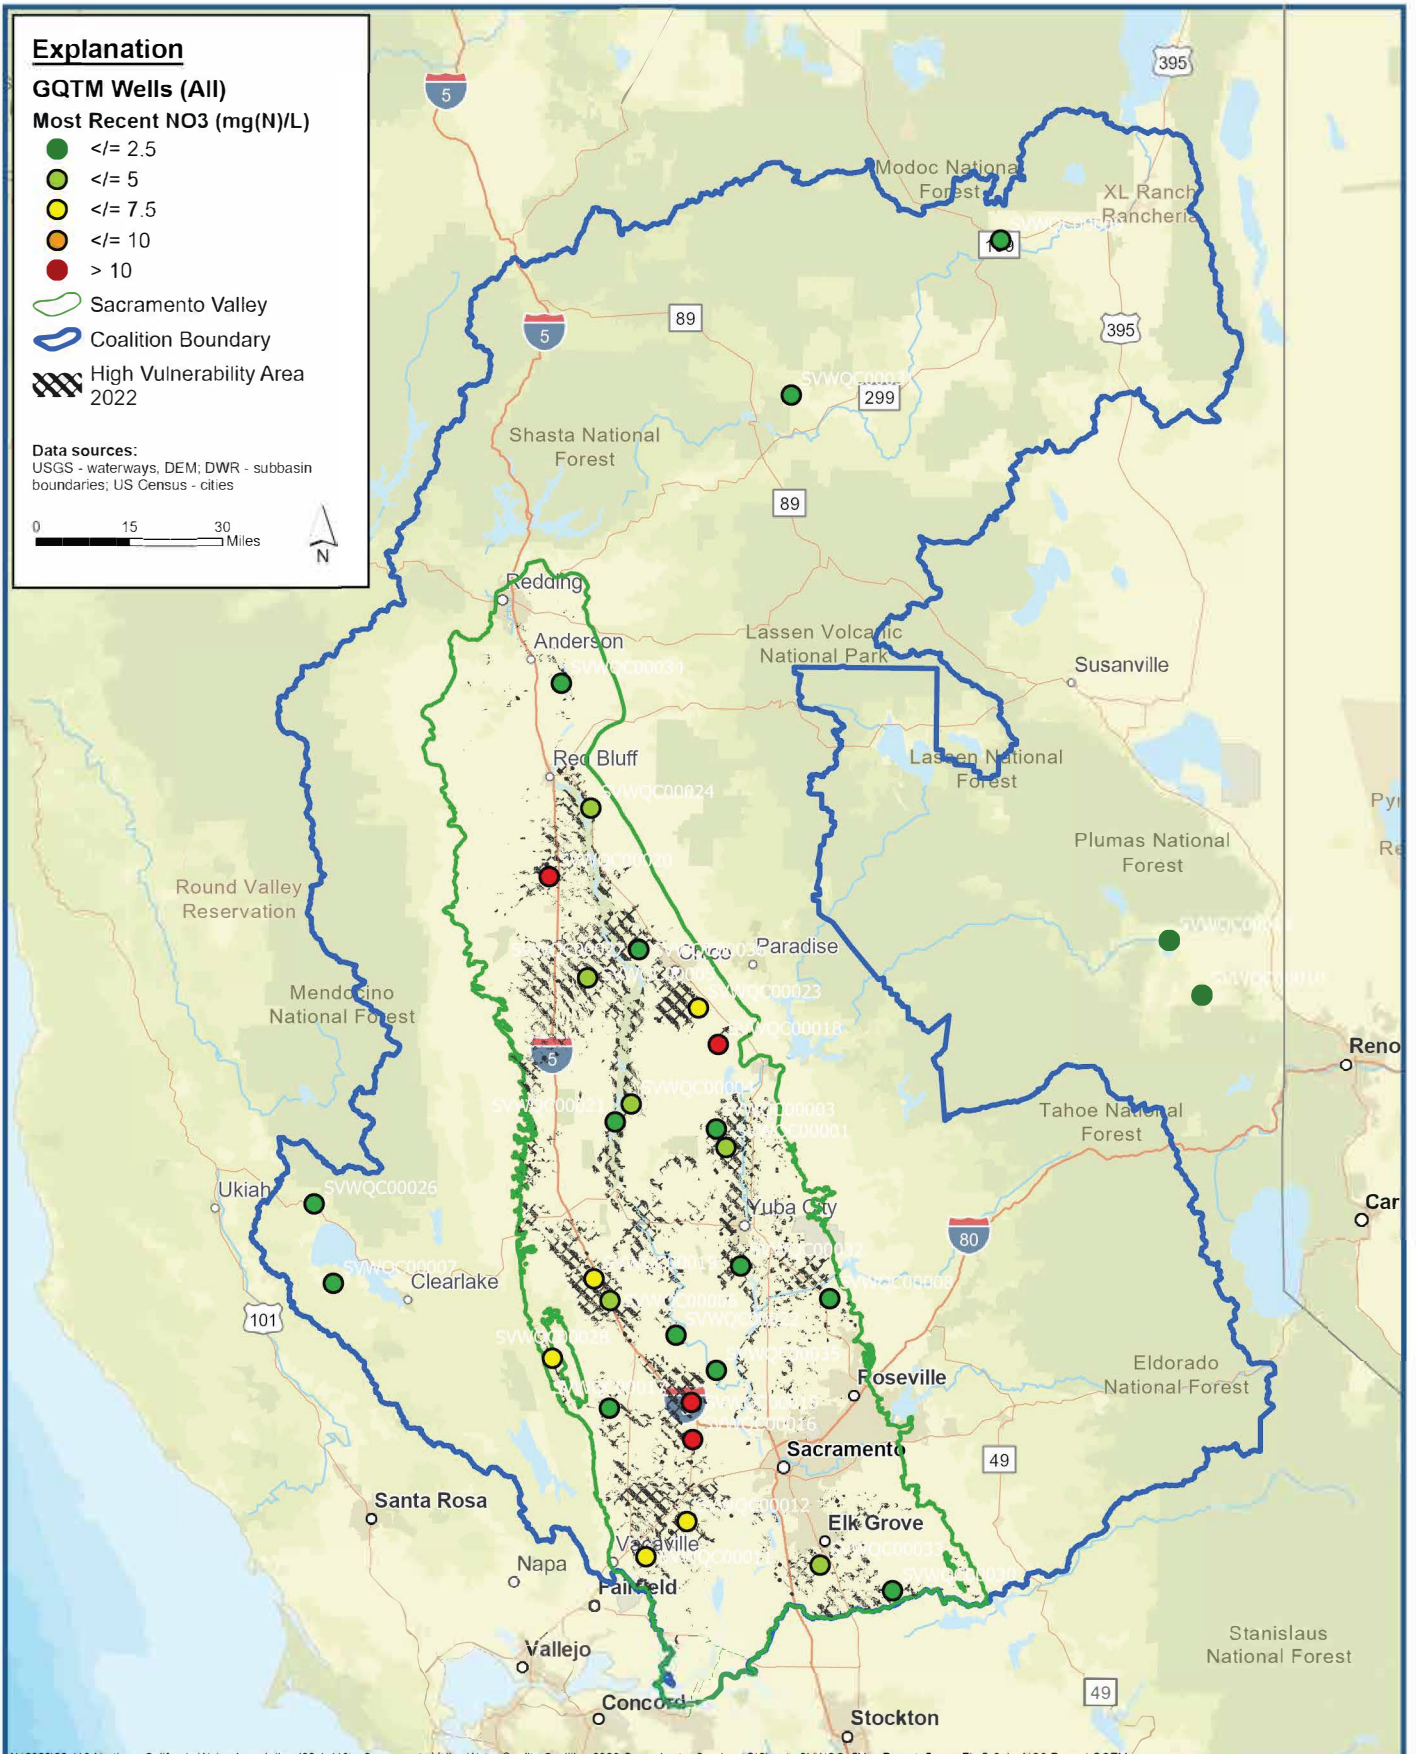 Explanation
GQTM Wells (All)
Most Recent NO3 (mg(N)/L)
</= 2.5
</= 5
</= 7.5
</= 10
> 10
Sacramento Valley
Coalition Boundary
High Vulnerability Area
2022
Data sources:
USGS - waterways, DEM; DWR - subbasin
boundaries; US Census - cities
0 15 30
Miles
N
5
395
Modoc National
Forest
XL Ranch
Rancheria
5
89
395
299
Shasta National
Forest
89
Redding
Anderson
SVWQC00034
Lassen Volcanic
National Park
Susanville
Red Bluff
Lassen National
Forest
SVWQC00024
Plumas National
Forest
Round Valley
Reservation
Chico
Paradise
Mendocino
National Forest
SVWQC00023
SVWQC00018
5
Reno
Tahoe National
Forest
Ukiah
SVWQC00026
Yuba City
80
Car
SVWQC00007
Clearlake
101
SVWQC00008
SVWQC00028
Eldorado
National Forest
Roseville
SVWQC00016
Sacramento
49
Santa Rosa
SVWQC00012
Elk Grove
Vacaville
Napa
Fairfield
SVWQC00033
SVWQC00030
Vallejo
Stanislaus
National Forest
49
Concord
Stockton